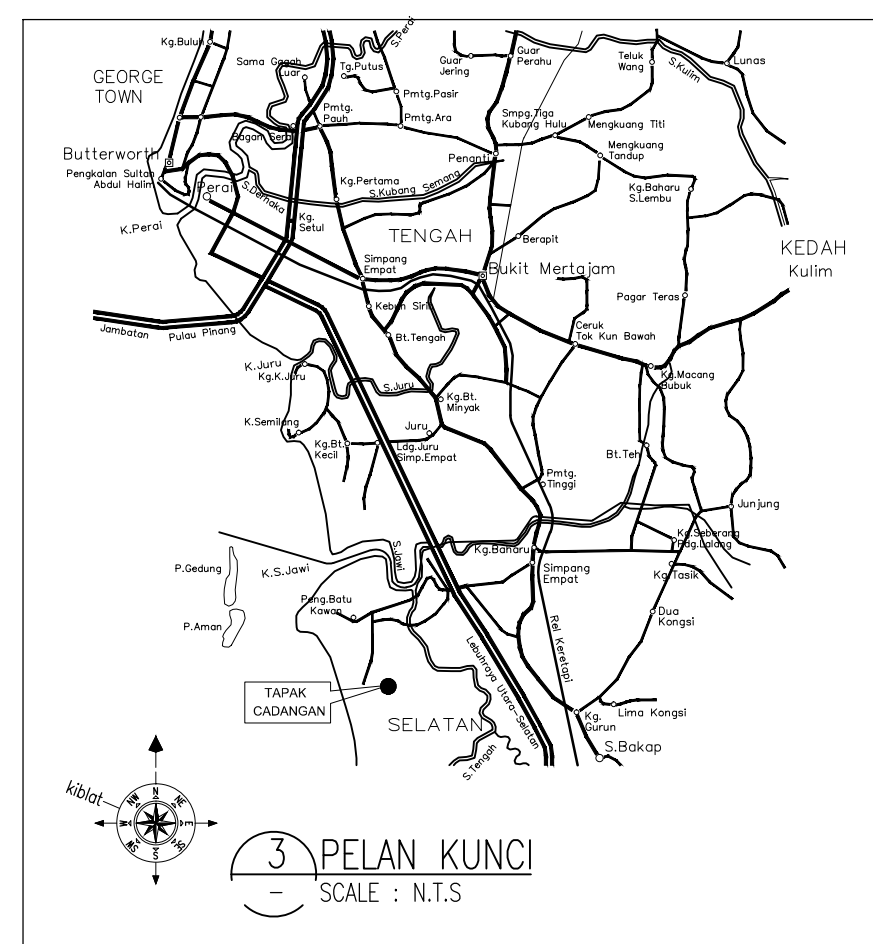 S.Perai
Kg.Buluh
Sama Gagah
Luar
Tg.Putus
Guar
Jering
Guar
Perahu
Teluk
Wang
S.Kulim
Lunas
GEORGE
TOWN
Pmtg.Pasir
Pmtg.
Pauh
Pmtg.Ara
Smpg.Tiga
Kubang Hulu
Mengkuang Titi
Bagan Serai
Butterworth
Penanti
Mengkuang
Tandup
Pengkalan Sultan
Abdul Halim
Perai
S.Derhaka
Kg.Pertama
S.Kubang Semang
Kg.Baharu
S.Lembu
K.Perai
Kg.
Setul
TENGAH
Berapit
KEDAH
Kulim
Simpang
Empat
Bukit Mertajam
Kebun Sirih
Pagar Teras
Jambatan Pulau Pinang
Bt.Tengah
Ceruk
Tok Kun Bawah
K.Juru
Kg.K.Juru
S.Juru
Kg.Macang
Bubuk
Kg.Bt.
Minyak
K.Semilang
Juru
Kg.Bt.
Kecil
Ldg.Juru
Simp.Empat
Bt.Teh
Pmtg.
Tinggi
Junjung
Kg.Seberang
Pdg.Lalang
S.Jawi
Kg.Baharu
K.S.Jawi
P.Gedung
Simpang
Empat
Kg.Tasik
Peng.Batu
Kawan
P.Aman
Dua
Kongsi
Rel Keretapi
Lebuhraya Utara-Selatan
TAPAK
CADANGAN
SELATAN
Kg.
Gurun
Lima Kongsi
S.Bakap
S.Tengah
kiblat
N
NE
E
SE
S
SW
W
NW
3
PELAN KUNCI
-
SCALE : N.T.S